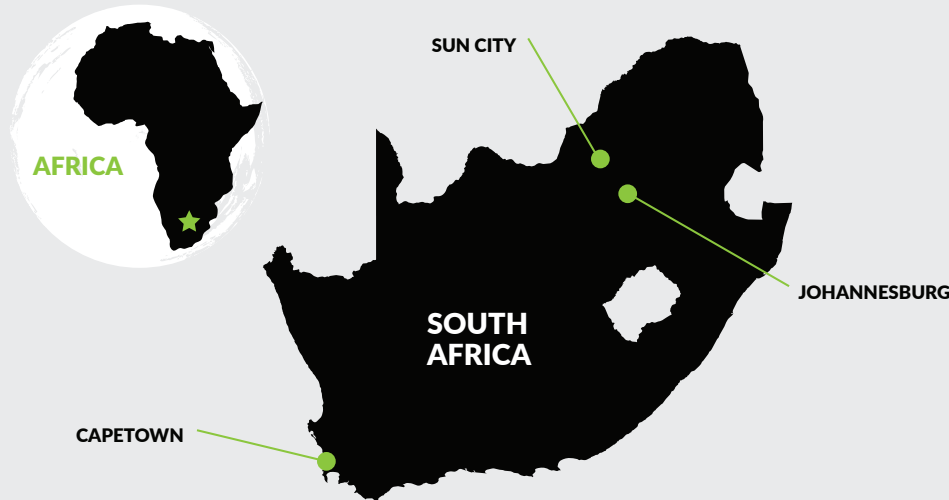 SUN CITY
AFRICA
JOHANNESBURG
SOUTH
AFRICA
CAPETOWN